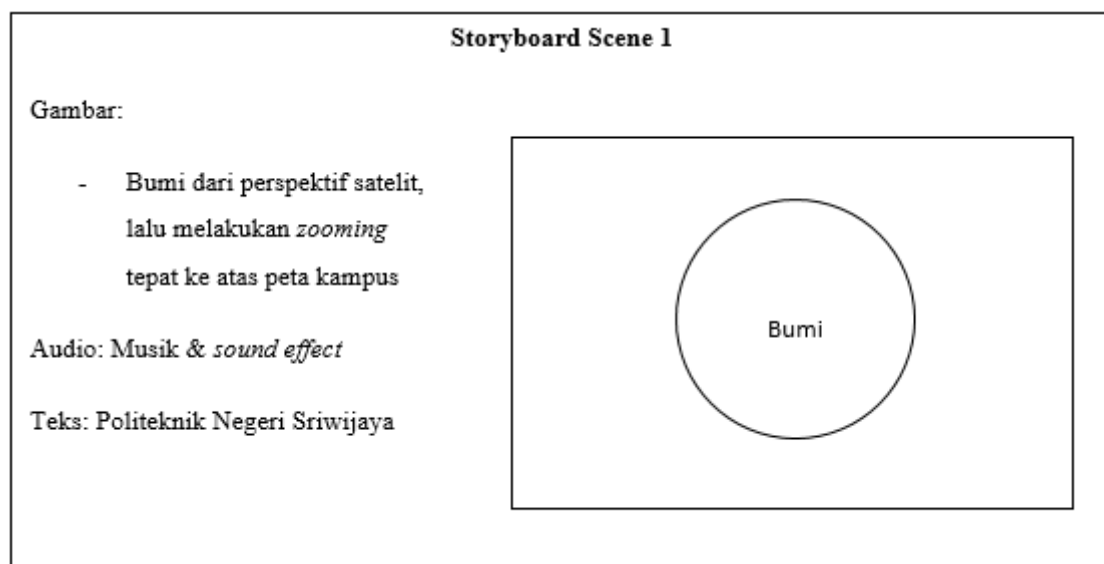 Storyboard Scene 1
Gambar:
- Bumi dari perspektif satelit,
lalu melakukan zooming
tepat ke atas peta kampus
Audio: Musik & sound effect
Teks: Politeknik Negeri Sriwijaya
Bumi